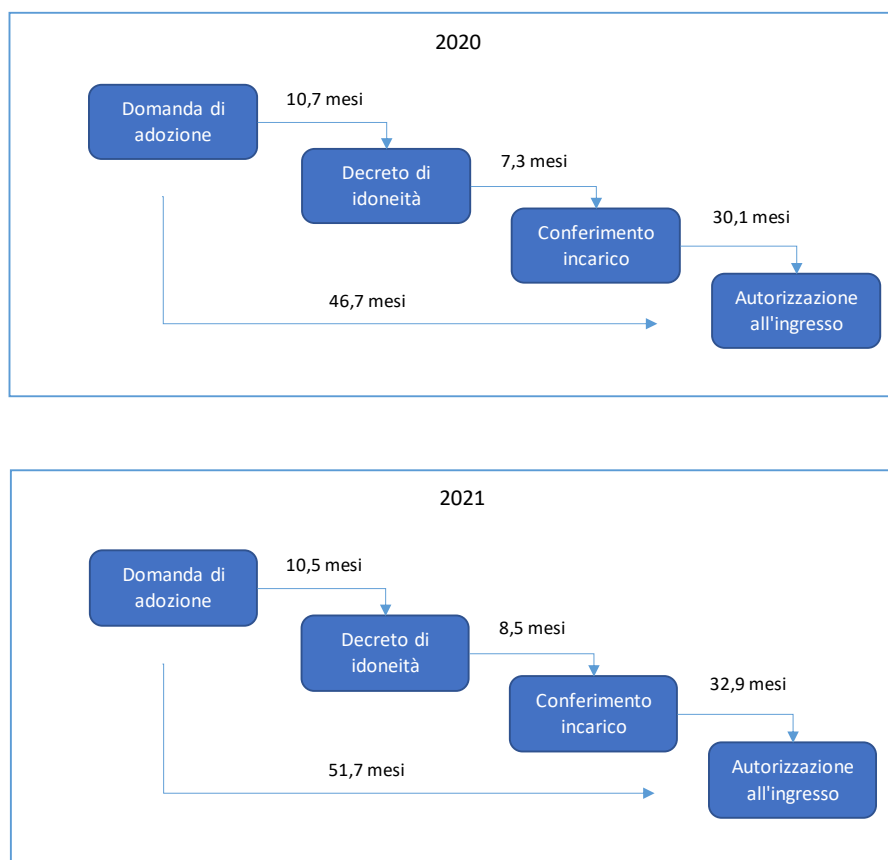 2020
Domanda di
adozione
10,7 mesi
Decreto di
idoneità
7,3 mesi
Conferimento
incarico
30,1 mesi
Autorizzazione
all'ingresso
46,7 mesi
2021
Domanda di
adozione
10,5 mesi
Decreto di
idoneità
8,5 mesi
Conferimento
incarico
32,9 mesi
Autorizzazione
all'ingresso
51,7 mesi